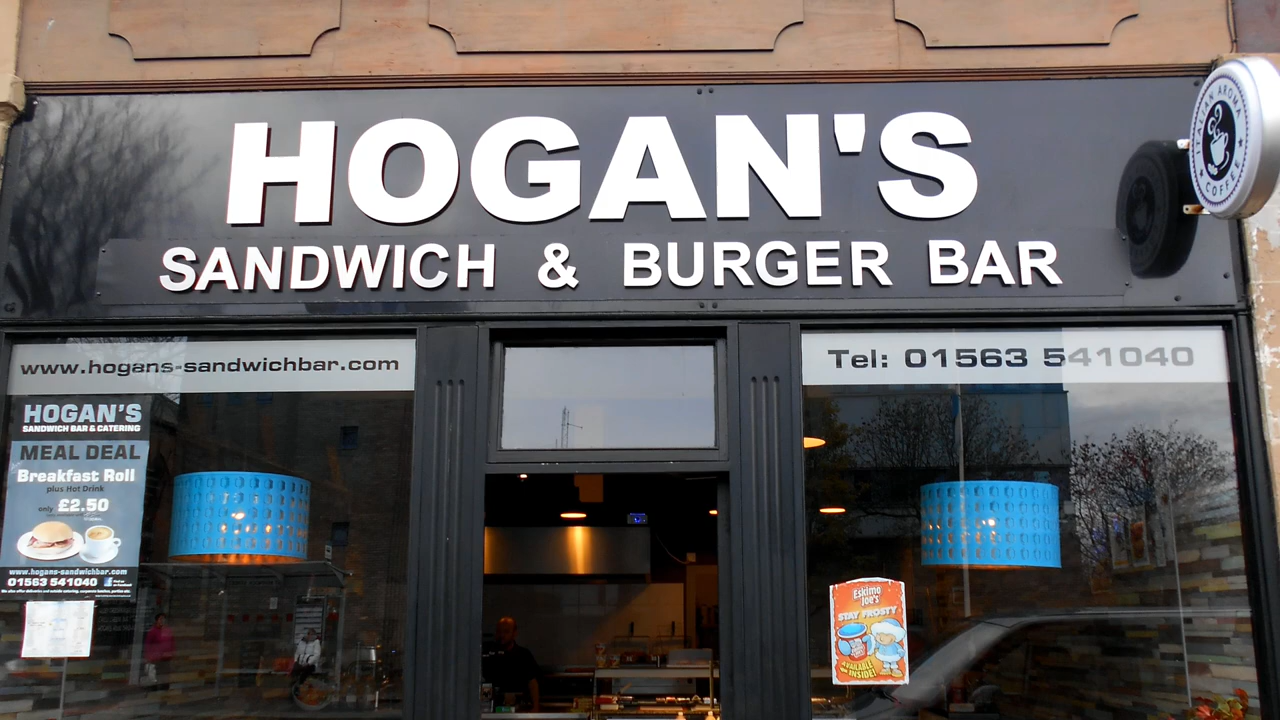 HOGAN'S
SANDWICH & BURGER BAR
ITALIAN AROMA
COFFEE
www.hogans-sandwichbar.com
Tel: 01563 541040
HOGAN'S
SANDWICH BAR & CATERING
MEAL DEAL
Breakfast Roll
plus Hot Drink
only £2.50
www.hogans-sandwichbar.com
01563 541040
Eskimo
Joe's
STAY FROSTY
AVAILABLE
INSIDE!